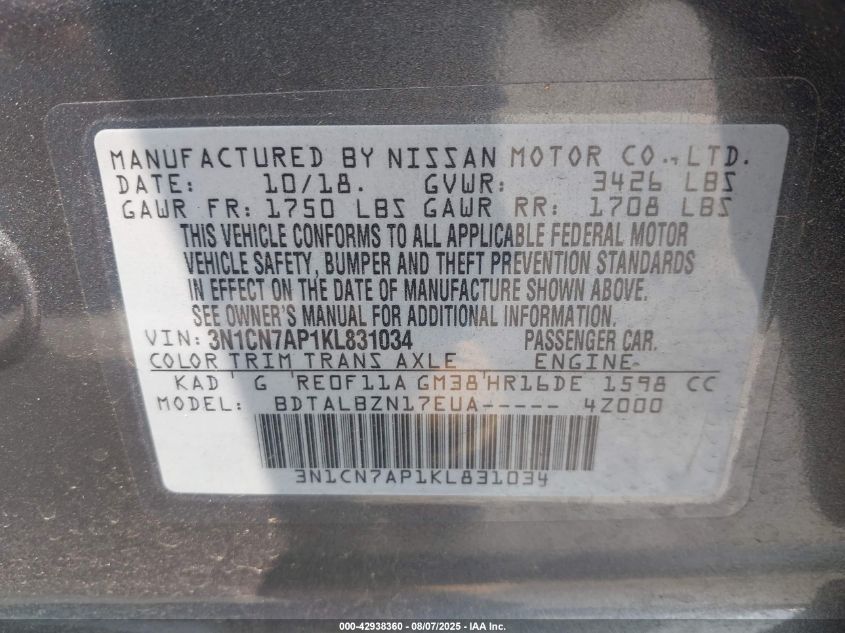 MANUFACTURED BY NISSAN MOTOR CO., LTD.
DATE: 10/18. GVWR: 3426 LBS
GAWR FR: 1750 LBS GAWR RR: 1708 LBS
THIS VEHICLE CONFORMS TO ALL APPLICABLE FEDERAL MOTOR
VEHICLE SAFETY, BUMPER AND THEFT PREVENTION STANDARDS
IN EFFECT ON THE DATE OF MANUFACTURE SHOWN ABOVE.
SEE OWNER'S MANUAL FOR ADDITIONAL INFORMATION.
VIN: 3N1CN7AP1KL831034 PASSENGER CAR.
COLOR TRIM TRANS AXLE ENGINE
KAD G RE0F11A GM38 HR16DE 1598 CC
MODEL: BDTALBZN17EUA----- 4Z000
3N1CN7AP1KL831034
000-42938360 - 08/07/2025 - IAA Inc.